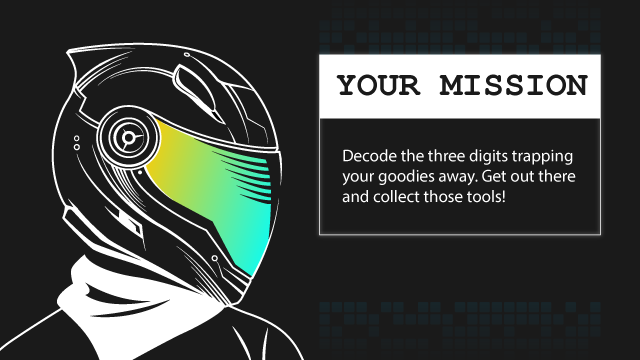 YOUR MISSION
Decode the three digits trapping
your goodies away. Get out there
and collect those tools!